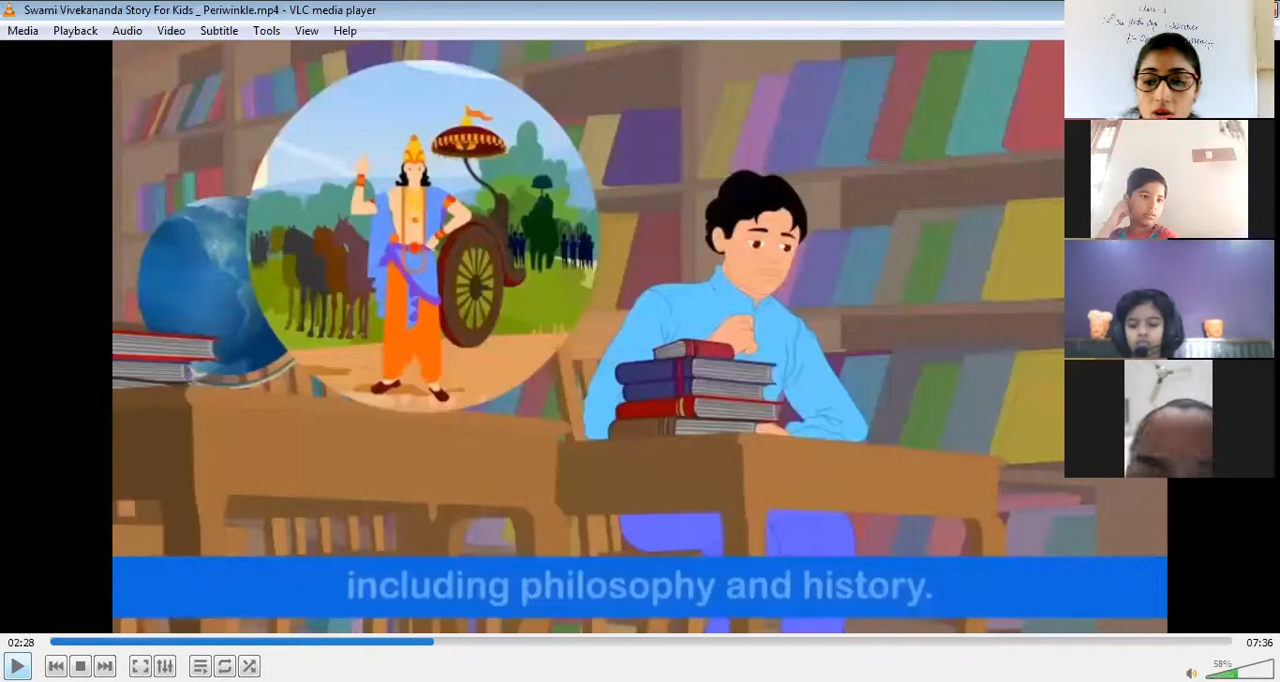 Swami Vivekananda Story For Kids _ Periwinkle.mp4 - VLC media player
Media Playback Audio Video Subtitle Tools View Help
including philosophy and history.
02:28
07:36
58%